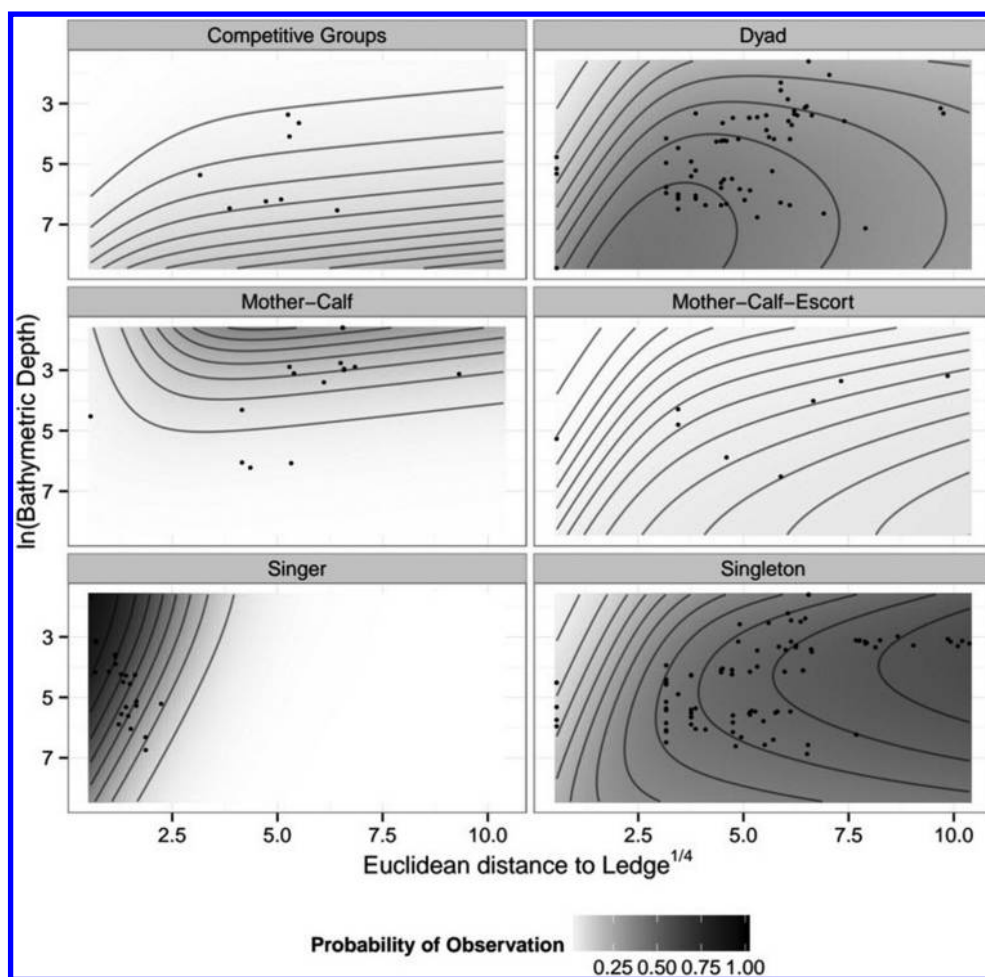 Competitive Groups
Dyad
3
5
7
Mother−Calf
Mother−Calf−Escort
ln(Bathymetric Depth)
3
5
7
Singer
Singleton
3
5
7
2.5 5.0 7.5 10.0 2.5 5.0 7.5 10.0
Euclidean distance to Ledge^1/4
Probability of Observation
0.25 0.50 0.75 1.00